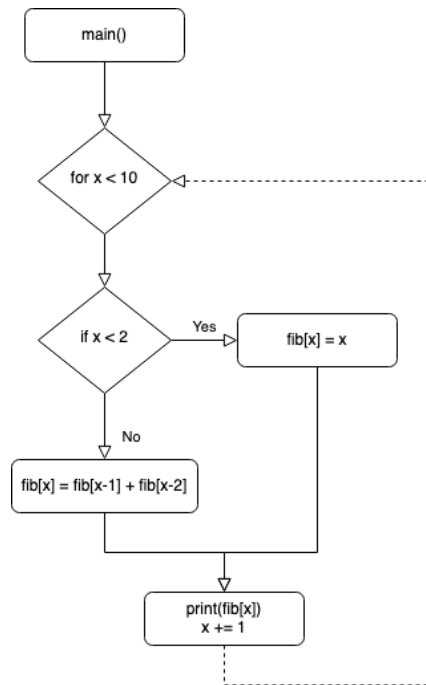 main()
for x < 10
if x < 2
Yes
fib[x] = x
No
fib[x] = fib[x-1] + fib[x-2]
print(fib[x])
x += 1